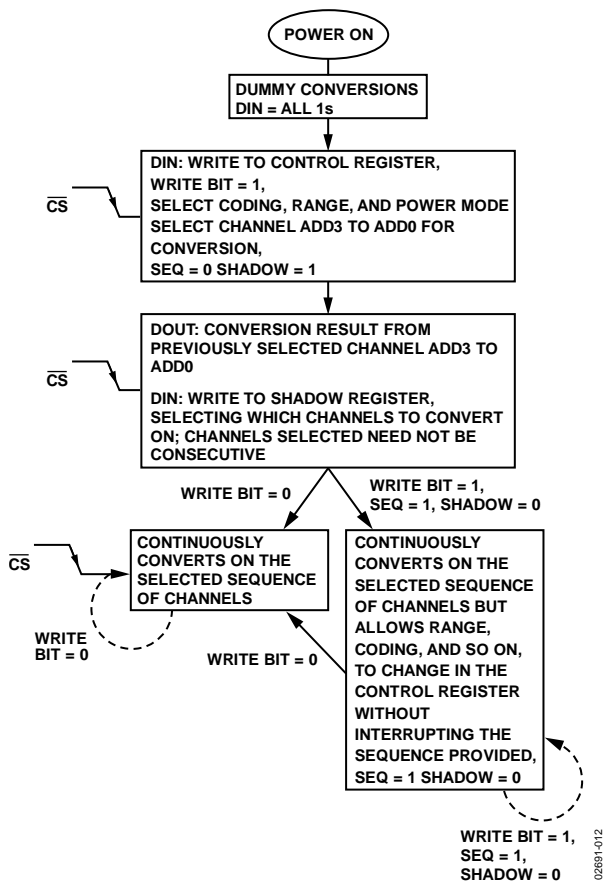 POWER ON
DUMMY CONVERSIONS
DIN = ALL 1s
CS
DIN: WRITE TO CONTROL REGISTER,
WRITE BIT = 1,
SELECT CODING, RANGE, AND POWER MODE
SELECT CHANNEL ADD3 TO ADD0 FOR
CONVERSION,
SEQ = 0 SHADOW = 1
CS
DOUT: CONVERSION RESULT FROM
PREVIOUSLY SELECTED CHANNEL ADD3 TO
ADD0
DIN: WRITE TO SHADOW REGISTER,
SELECTING WHICH CHANNELS TO CONVERT
ON; CHANNELS SELECTED NEED NOT BE
CONSECUTIVE
WRITE BIT = 0
WRITE BIT = 1,
SEQ = 1, SHADOW = 0
CS
CONTINUOUSLY
CONVERTS ON THE
SELECTED SEQUENCE
OF CHANNELS
WRITE
BIT = 0
WRITE BIT = 0
CONTINUOUSLY
CONVERTS ON THE
SELECTED SEQUENCE
OF CHANNELS BUT
ALLOWS RANGE,
CODING, AND SO ON,
TO CHANGE IN THE
CONTROL REGISTER
WITHOUT
INTERRUPTING THE
SEQUENCE PROVIDED,
SEQ = 1 SHADOW = 0
WRITE BIT = 1,
SEQ = 1,
SHADOW = 0
02691-012